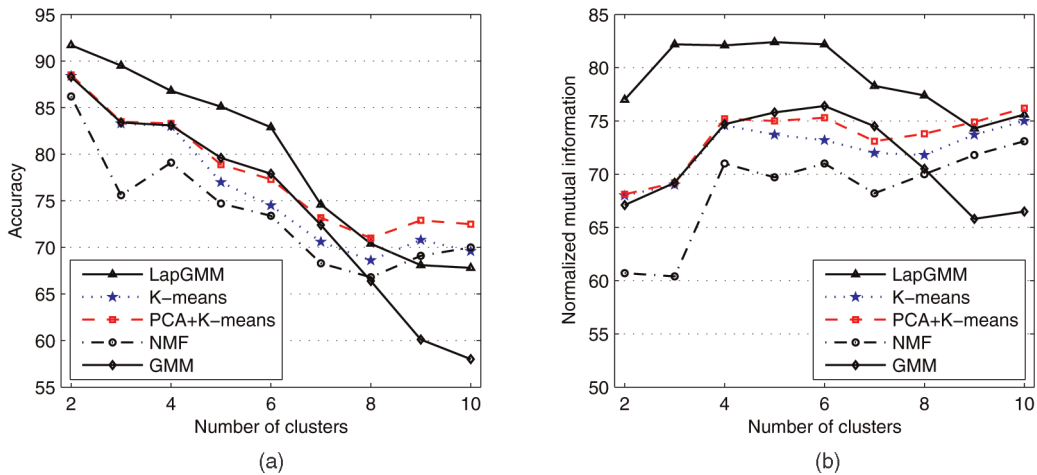 95
90
85
80
75
70
65
60
55
Accuracy
2
4
6
8
10
Number of clusters
LapGMM
K−means
PCA+K−means
NMF
GMM
(a)
85
80
75
70
65
60
55
50
Normalized mutual information
2
4
6
8
10
Number of clusters
LapGMM
K−means
PCA+K−means
NMF
GMM
(b)